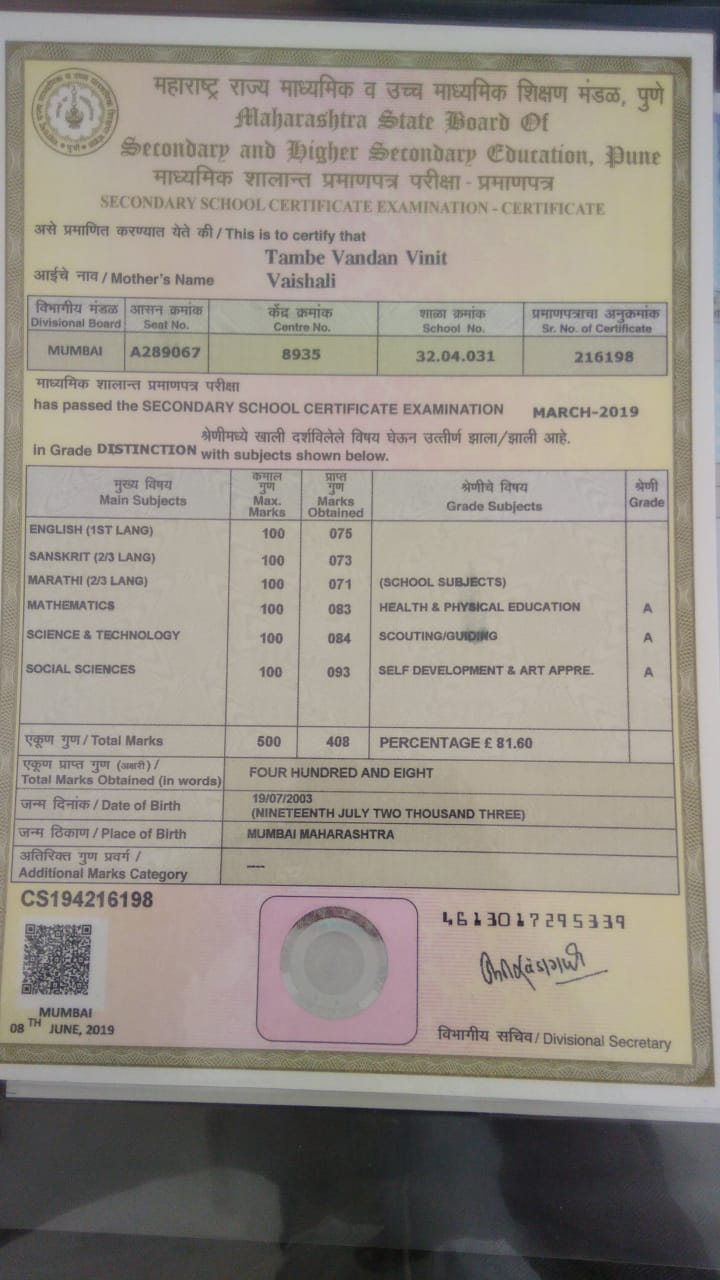 महाराष्ट्र राज्य माध्यमिक व उच्च माध्यमिक शिक्षण मंडळ, पुणे
Maharashtra State Board Of
Secondary and Higher Secondary Education, Pune
माध्यमिक शालान्त प्रमाणपत्र परीक्षा - प्रमाणपत्र
SECONDARY SCHOOL CERTIFICATE EXAMINATION - CERTIFICATE
असे प्रमाणित करण्यात येते की / This is to certify that
Tambe Vandan Vinit
आईचे नाव / Mother's Name Vaishali
विभागीय मंडळ आसन क्रमांक केंद्र क्रमांक शाळा क्रमांक प्रमाणपत्राचा अनुक्रमांक
Divisional Board Seat No. Centre No. School No. Sr. No. of Certificate
MUMBAI A289067 8935 32.04.031 216198
माध्यमिक शालान्त प्रमाणपत्र परीक्षा
has passed the SECONDARY SCHOOL CERTIFICATE EXAMINATION MARCH-2019
श्रेणीमध्ये खाली दर्शविलेले विषय घेऊन उत्तीर्ण झाला/झाली आहे.
in Grade DISTINCTION with subjects shown below.
मुख्य विषय कमाल गुण प्राप्त गुण श्रेणीचे विषय श्रेणी
Main Subjects Max. Marks Marks Obtained Grade Subjects Grade
ENGLISH (1ST LANG) 100 075
SANSKRIT (2/3 LANG) 100 073
MARATHI (2/3 LANG) 100 071 (SCHOOL SUBJECTS)
MATHEMATICS 100 083 HEALTH & PHYSICAL EDUCATION A
SCIENCE & TECHNOLOGY 100 084 SCOUTING/GUIDING A
SOCIAL SCIENCES 100 093 SELF DEVELOPMENT & ART APPRE. A
एकूण गुण / Total Marks 500 408 PERCENTAGE £ 81.60
एकूण प्राप्त गुण (अक्षरी) /
Total Marks Obtained (in words) FOUR HUNDRED AND EIGHT
जन्म दिनांक / Date of Birth 19/07/2003
(NINETEENTH JULY TWO THOUSAND THREE)
जन्म ठिकाण / Place of Birth MUMBAI MAHARASHTRA
अतिरिक्त गुण प्रवर्ग /
Additional Marks Category ----
CS194216198
4613017295339
MUMBAI
08 TH JUNE, 2019
विभागीय सचिव / Divisional Secretary